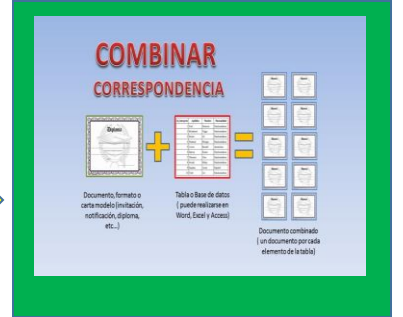 COMBINAR
CORRESPONDENCIA
Diploma
Documento, formato o
carta modelo (invitación,
notificación, diploma,
etc...)
Tabla o Base de datos
( puede realizarse en
Word, Excel y Access)
Documento combinado
( un documento por cada
elemento de la tabla)